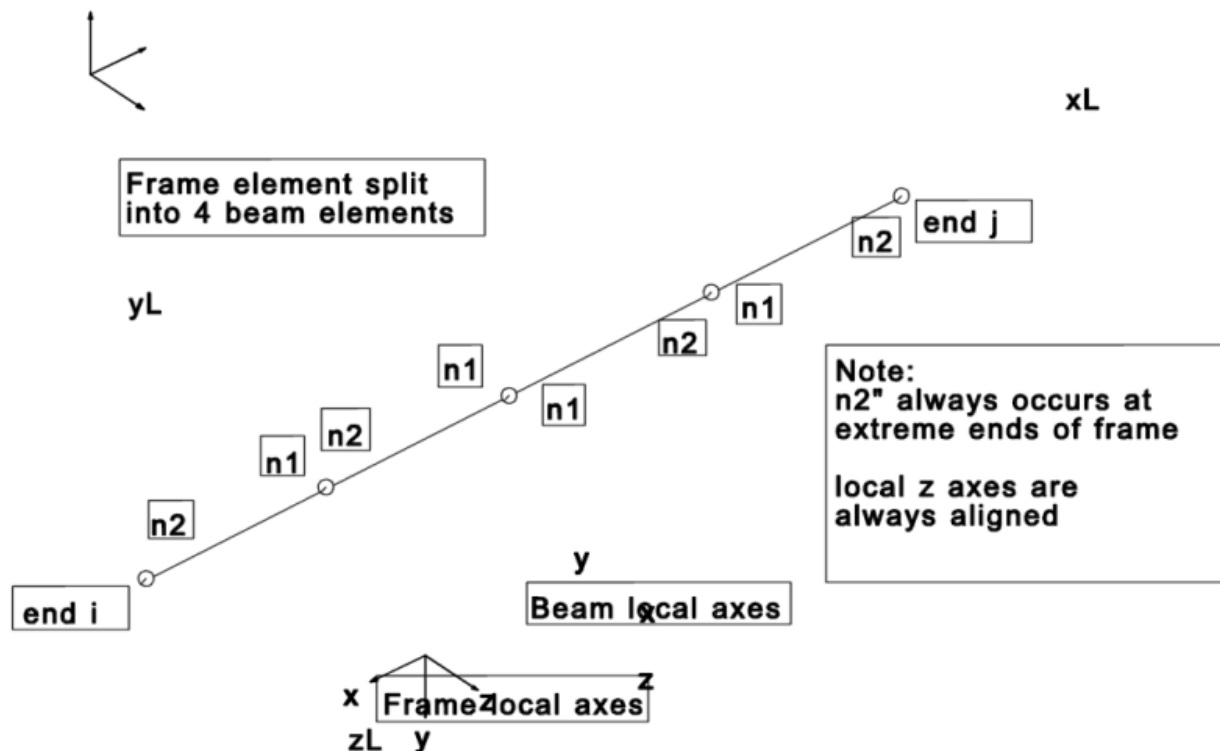 xL
Frame element split
into 4 beam elements
end j
n2
yL
n1
n2
n1
n1
Note:
n2" always occurs at
extreme ends of frame
local z axes are
always aligned
n2
n1
n2
end i
y
Beam local axes
x
z
x
z
Frame local axes
zL
y